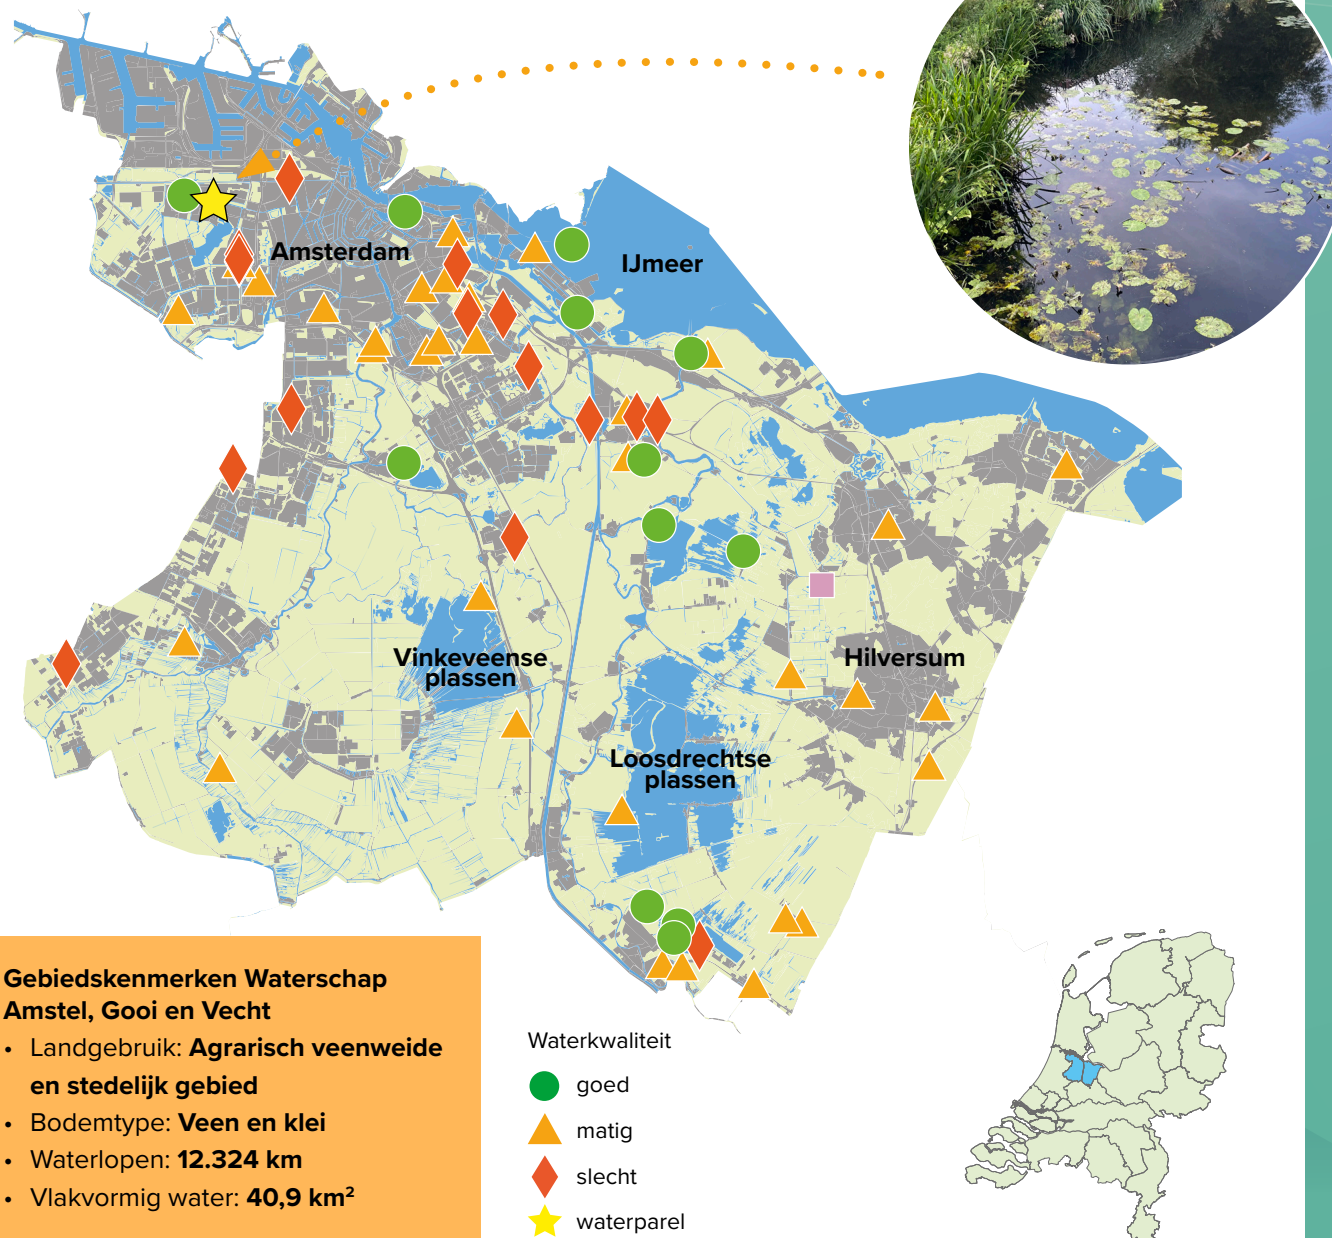 Amsterdam
IJmeer
Vinkeveense
plassen
Hilversum
Loosdrechtse
plassen
Gebiedskenmerken Waterschap
Amstel, Gooi en Vecht
• Landgebruik: Agrarisch veenweide
en stedelijk gebied
• Bodemtype: Veen en klei
• Waterlopen: 12.324 km
• Vlakvormig water: 40,9 km²
Waterkwaliteit
goed
matig
slecht
waterparel